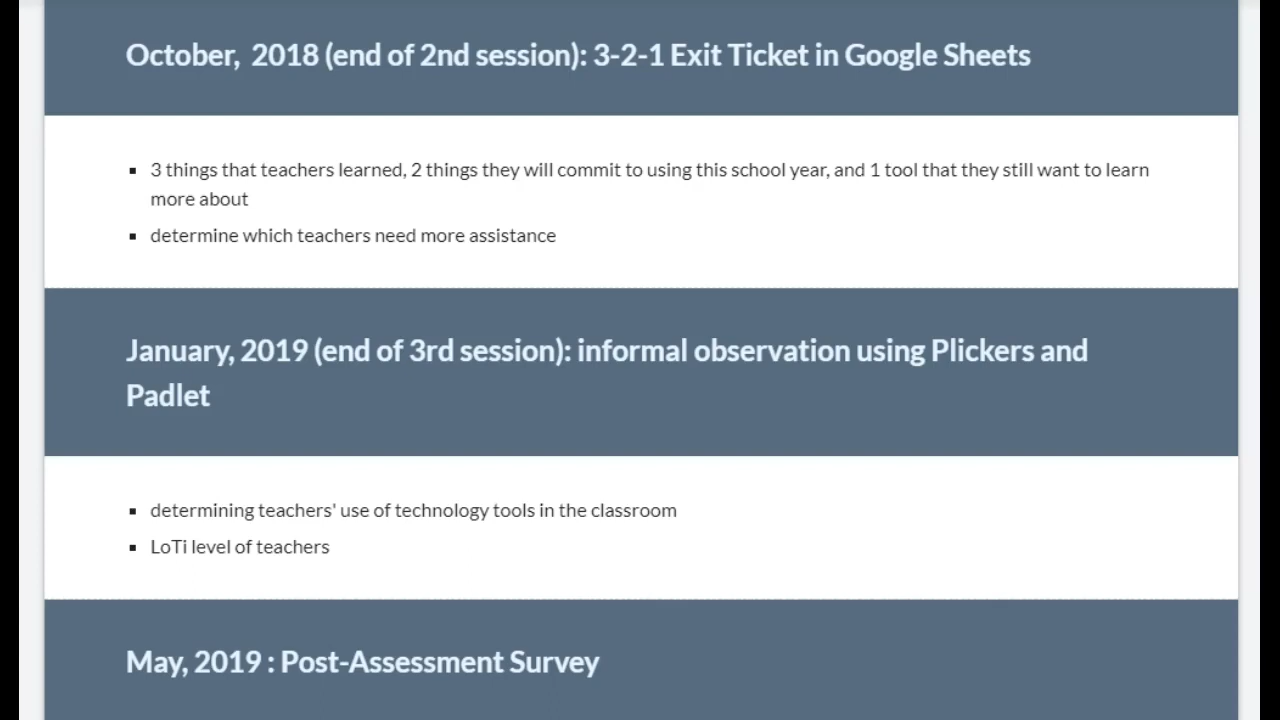 October, 2018 (end of 2nd session): 3-2-1 Exit Ticket in Google Sheets
▪ 3 things that teachers learned, 2 things they will commit to using this school year, and 1 tool that they still want to learn
more about
▪ determine which teachers need more assistance
January, 2019 (end of 3rd session): informal observation using Plickers and
Padlet
▪ determining teachers' use of technology tools in the classroom
▪ LoTi level of teachers
May, 2019 : Post-Assessment Survey